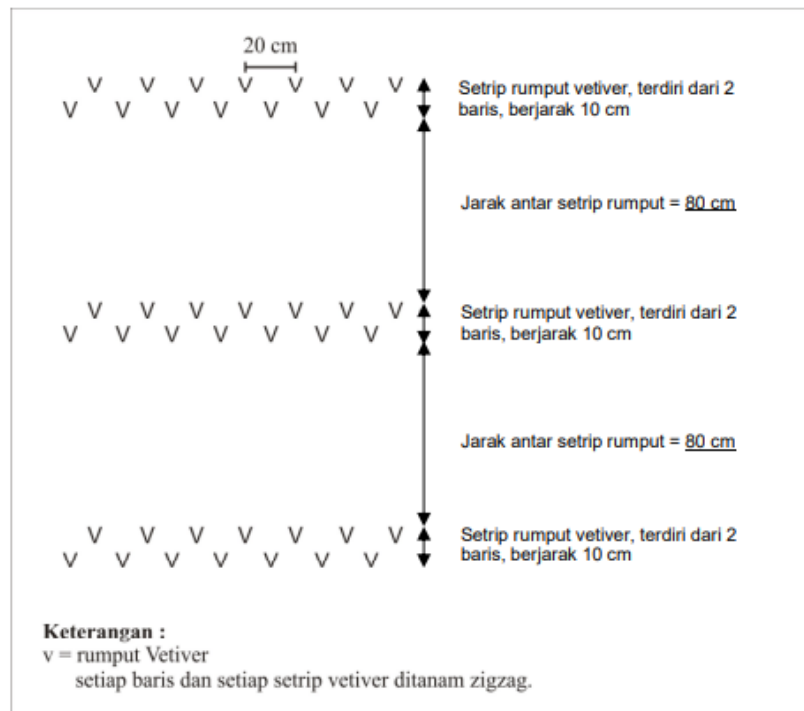 20 cm
V V V V V V V
V V V V V V V
Setrip rumput vetiver, terdiri dari 2
baris, berjarak 10 cm
Jarak antar setrip rumput = 80 cm
V V V V V V V
V V V V V V V
Setrip rumput vetiver, terdiri dari 2
baris, berjarak 10 cm
Jarak antar setrip rumput = 80 cm
V V V V V V V
V V V V V V V
Setrip rumput vetiver, terdiri dari 2
baris, berjarak 10 cm
Keterangan :
v = rumput Vetiver
setiap baris dan setiap setrip vetiver ditanam zigzag.